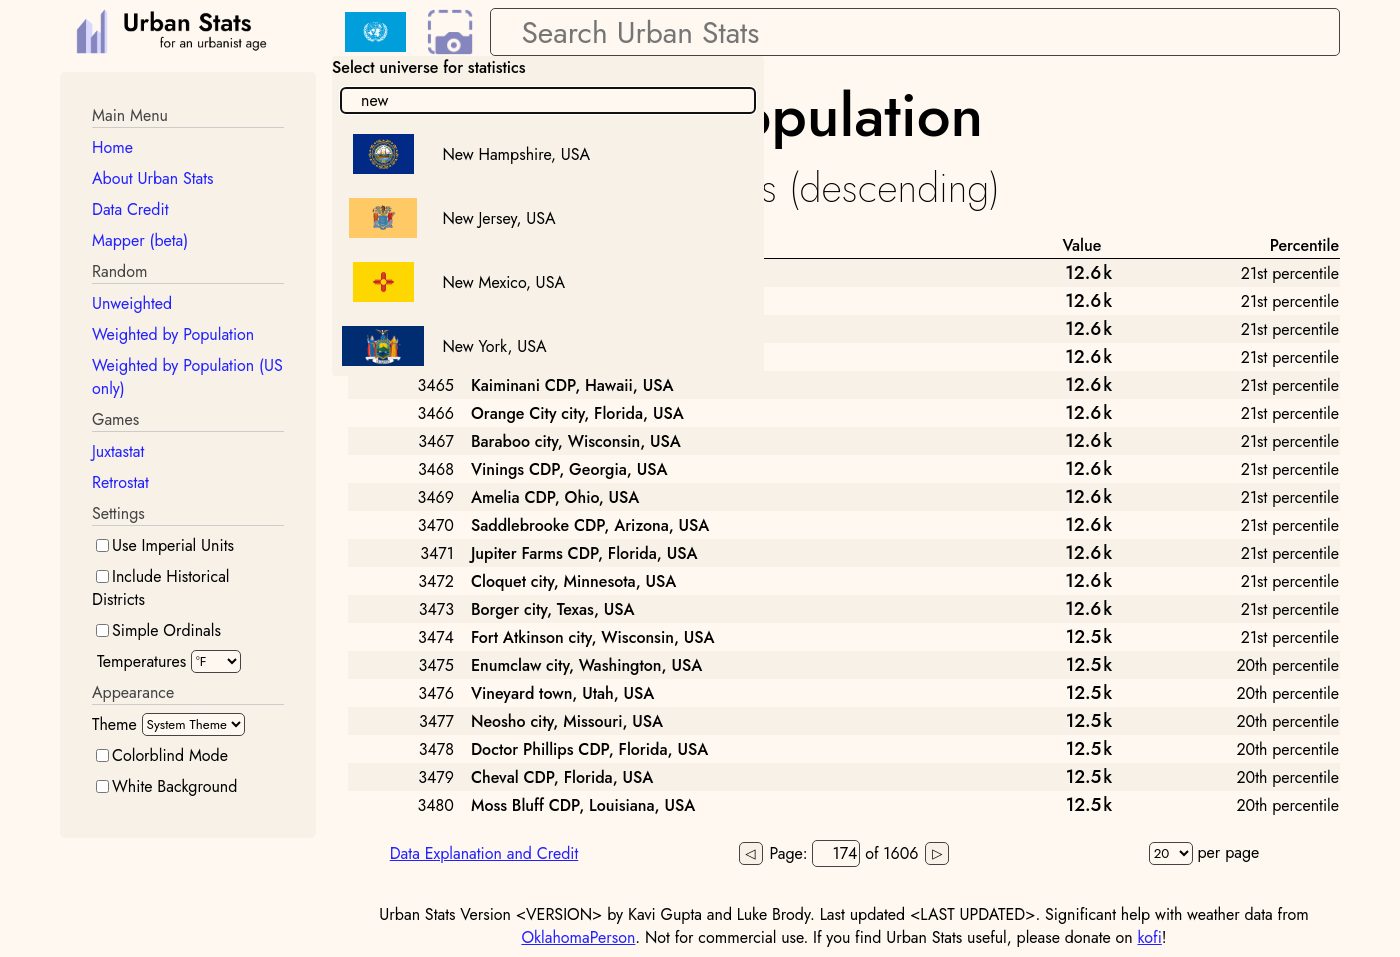 Urban Stats
for an urbanist age
Search Urban Stats
Select universe for statistics
new
New Hampshire, USA
New Jersey, USA
New Mexico, USA
New York, USA
Main Menu
Home
About Urban Stats
Data Credit
Mapper (beta)
Random
Unweighted
Weighted by Population
Weighted by Population (US
only)
Games
Juxtastat
Retrostat
Settings
Use Imperial Units
Include Historical
Districts
Simple Ordinals
Temperatures °F
Appearance
Theme System Theme
Colorblind Mode
White Background
opulation
s (descending)
Value Percentile
12.6k 21st percentile
12.6k 21st percentile
12.6k 21st percentile
12.6k 21st percentile
3465 Kaiminani CDP, Hawaii, USA 12.6k 21st percentile
3466 Orange City city, Florida, USA 12.6k 21st percentile
3467 Baraboo city, Wisconsin, USA 12.6k 21st percentile
3468 Vinings CDP, Georgia, USA 12.6k 21st percentile
3469 Amelia CDP, Ohio, USA 12.6k 21st percentile
3470 Saddlebrooke CDP, Arizona, USA 12.6k 21st percentile
3471 Jupiter Farms CDP, Florida, USA 12.6k 21st percentile
3472 Cloquet city, Minnesota, USA 12.6k 21st percentile
3473 Borger city, Texas, USA 12.6k 21st percentile
3474 Fort Atkinson city, Wisconsin, USA 12.5k 21st percentile
3475 Enumclaw city, Washington, USA 12.5k 20th percentile
3476 Vineyard town, Utah, USA 12.5k 20th percentile
3477 Neosho city, Missouri, USA 12.5k 20th percentile
3478 Doctor Phillips CDP, Florida, USA 12.5k 20th percentile
3479 Cheval CDP, Florida, USA 12.5k 20th percentile
3480 Moss Bluff CDP, Louisiana, USA 12.5k 20th percentile
Data Explanation and Credit
Page: 174 of 1606
20 per page
Urban Stats Version <VERSION> by Kavi Gupta and Luke Brody. Last updated <LAST UPDATED>. Significant help with weather data from
OklahomaPerson. Not for commercial use. If you find Urban Stats useful, please donate on kofi!